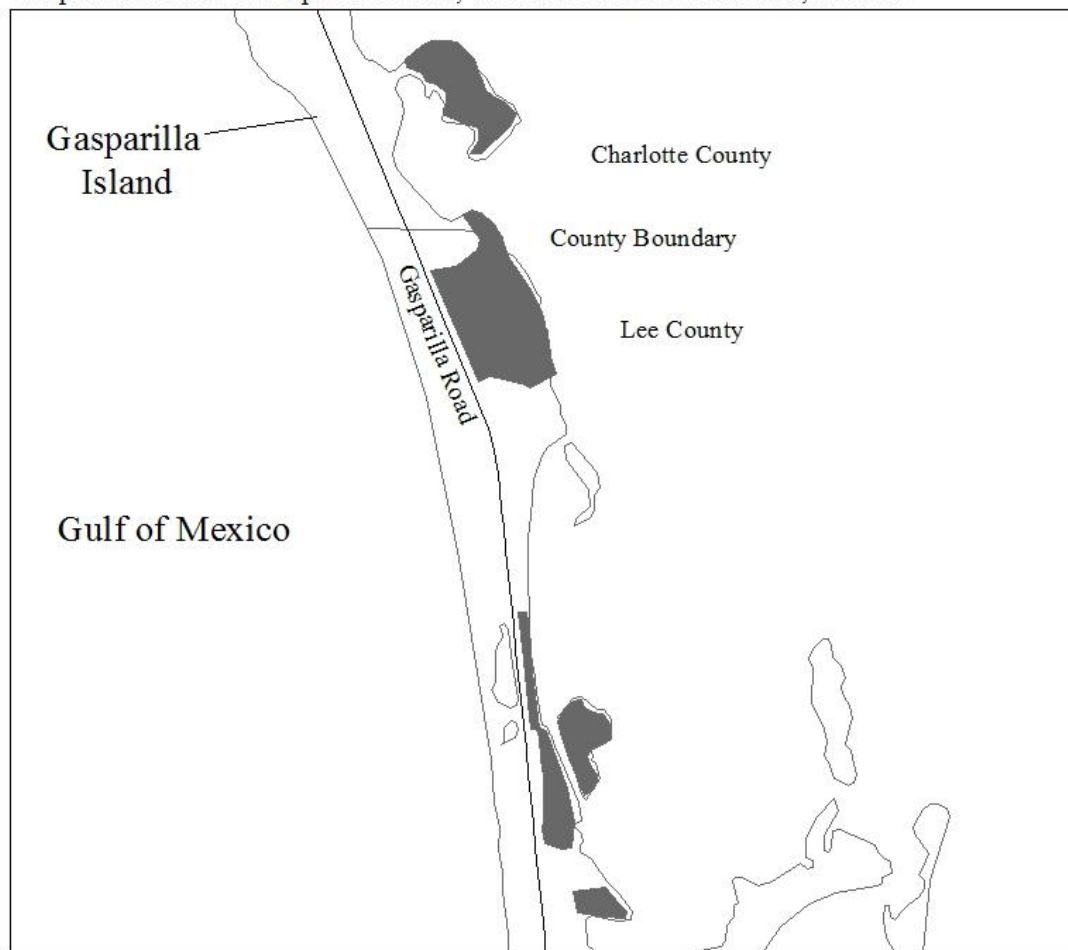 Gasparilla
Island
Charlotte County
County Boundary
Lee County
Gasparilla Road
Gulf of Mexico